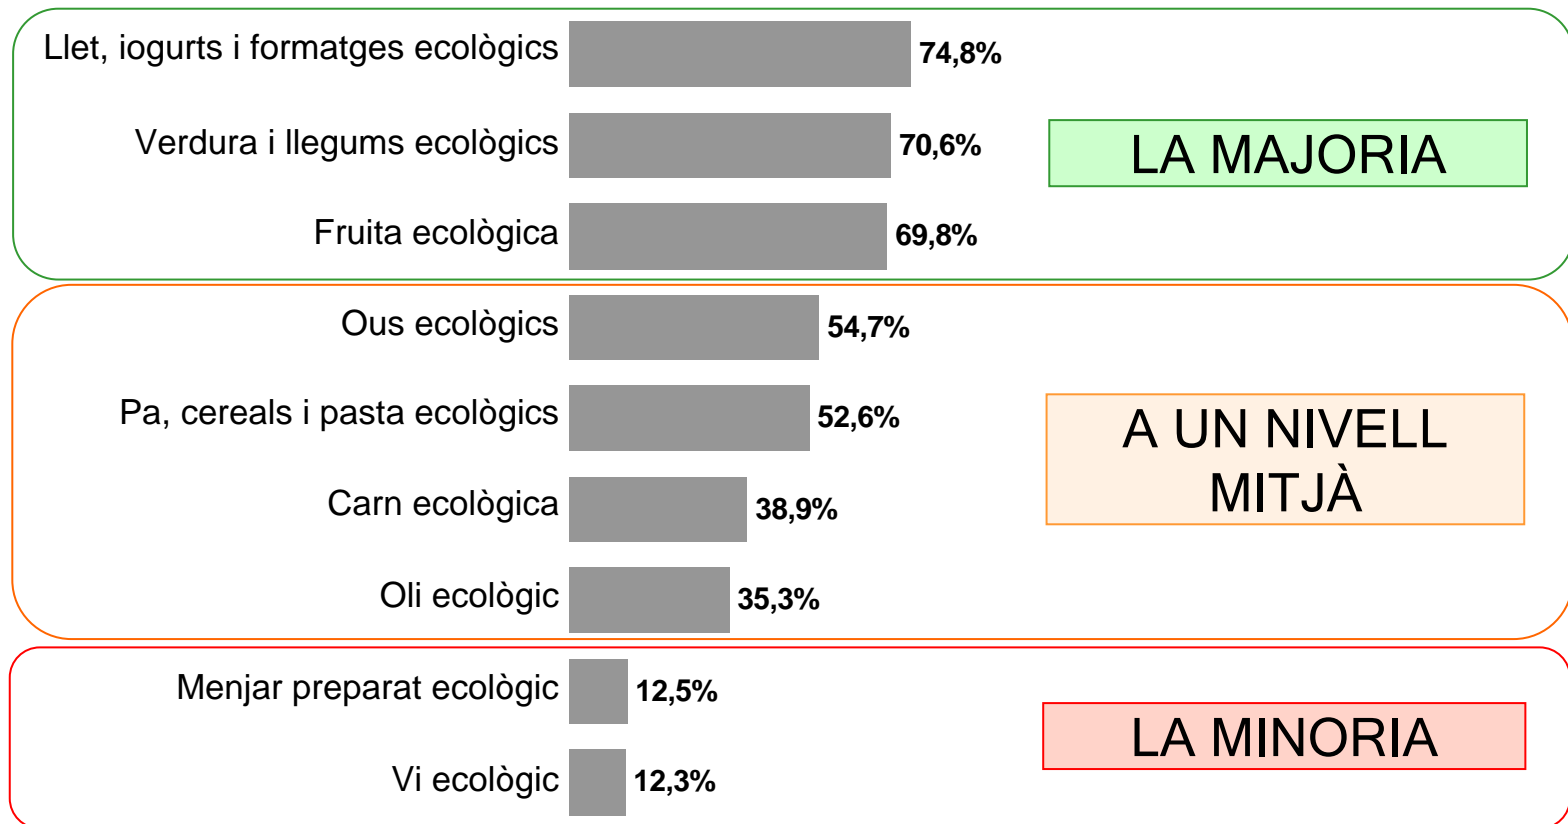 Llet, iogurts i formatges ecològics 74,8%
Verdura i llegums ecològics 70,6%
LA MAJORIA
Fruita ecològica 69,8%
Ous ecològics 54,7%
Pa, cereals i pasta ecològics 52,6%
A UN NIVELL
MITJÀ
Carn ecològica 38,9%
Oli ecològic 35,3%
Menjar preparat ecològic 12,5%
LA MINORIA
Vi ecològic 12,3%